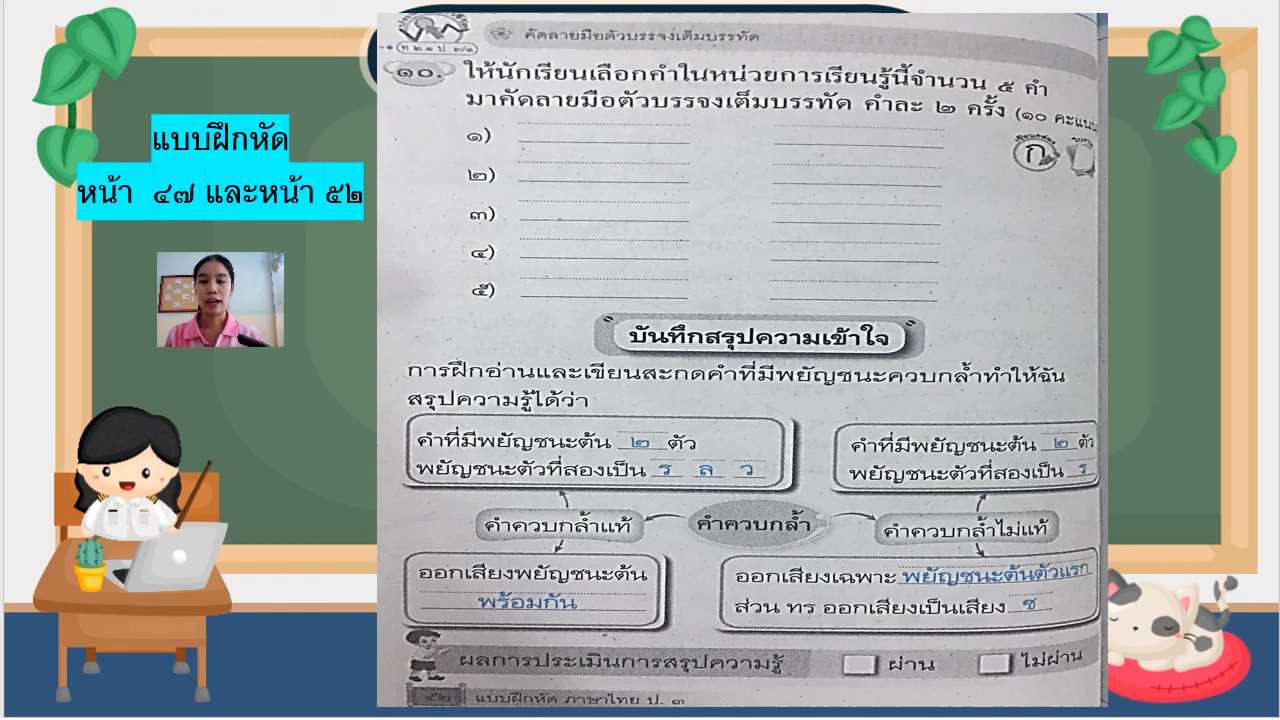 แบบฝึกหัด
หน้า ๔๗ และหน้า ๕๒
คัดลายมือตัวบรรจงเต็มบรรทัด
ท ๒.๑ ป. ๓/๑
๑๐. ให้นักเรียนเลือกคำในหน่วยการเรียนรู้นี้จำนวน ๕ คำ
มาคัดลายมือตัวบรรจงเต็มบรรทัด คำละ ๒ ครั้ง (๑๐ คะแนน
ก
๑)
๒)
๓)
๔)
๕)
บันทึกสรุปความเข้าใจ
การฝึกอ่านและเขียนสะกดคำที่มีพยัญชนะควบกล้ำทำให้ฉัน
สรุปความรู้ได้ว่า
คำที่มีพยัญชนะต้น ๒ ตัว
พยัญชนะตัวที่สองเป็น ร ล ว
คำที่มีพยัญชนะต้น ๒ ตัว
พยัญชนะตัวที่สองเป็น ร
คำควบกล้ำแท้
คำควบกล้ำ
คำควบกล้ำไม่แท้
ออกเสียงพยัญชนะต้น
พร้อมกัน
ออกเสียงเฉพาะ พยัญชนะต้นตัวแรก
ส่วน ทร ออกเสียงเป็นเสียง ซ
ผลการประเมินการสรุปความรู้ ผ่าน ไม่ผ่าน
๕๒ แบบฝึกหัด ภาษาไทย ป. ๓